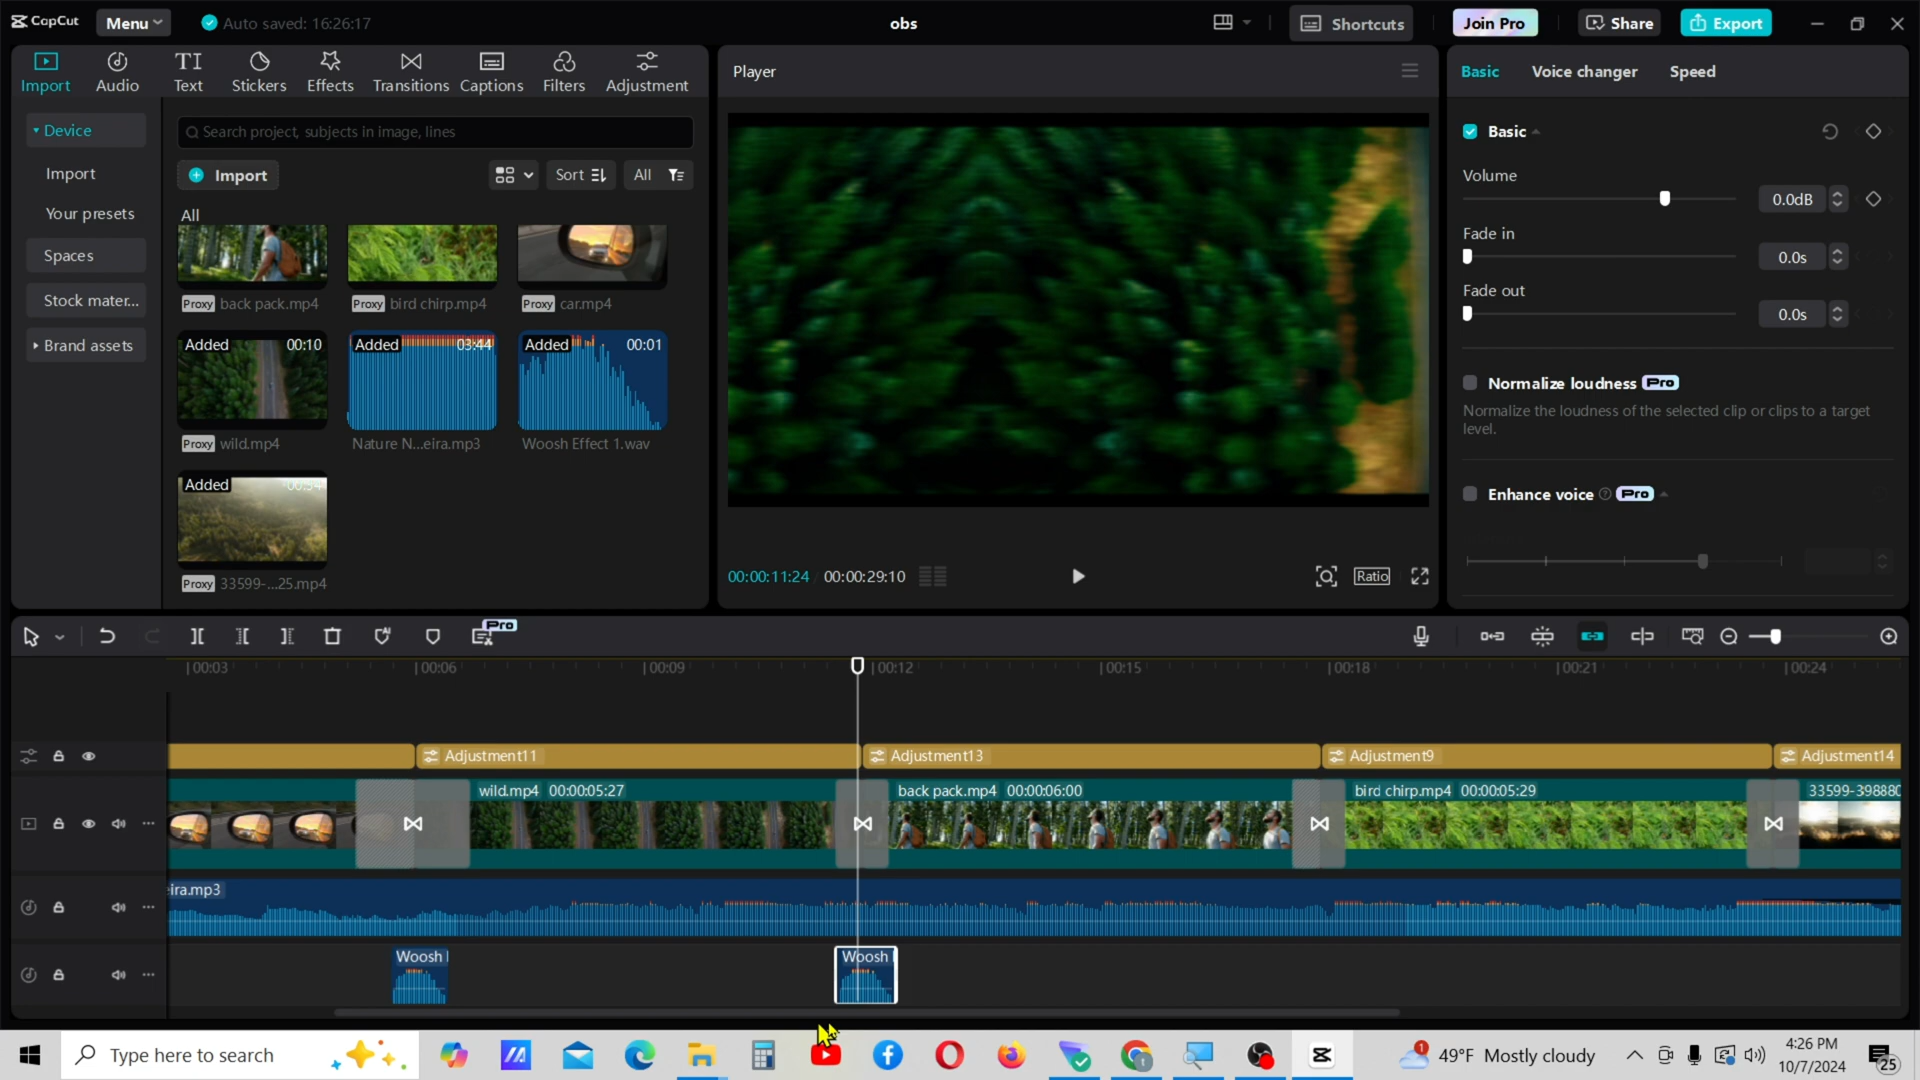 CapCut
Menu
Auto saved: 16:26:17
obs
Shortcuts
Join Pro
Share
Export
Import
Audio
Text
Stickers
Effects
Transitions
Captions
Filters
Adjustment
Player
Basic
Voice changer
Speed
Device
Import
Your presets
Spaces
Stock mater...
Brand assets
Search project, subjects in image, lines
Import
Sort
All
All
Proxy back pack.mp4
Proxy bird chirp.mp4
Proxy car.mp4
Added 00:10
Added 03:44
Added 00:01
Proxy wild.mp4
Nature N...eira.mp3
Woosh Effect 1.wav
Added
Proxy 33599-...25.mp4
00:00:11:24
00:00:29:10
Ratio
Basic
Volume
0.0dB
Fade in
0.0s
Fade out
0.0s
Normalize loudness Pro
Normalize the loudness of the selected clip or clips to a target
level.
Enhance voice Pro
Pro
00:03
00:06
00:09
00:12
00:15
00:18
00:21
00:24
Adjustment11
Adjustment13
Adjustment9
Adjustment14
wild.mp4 00:00:05:27
back pack.mp4 00:00:06:00
bird chirp.mp4 00:00:05:29
33599-398880
ira.mp3
Woosh
Woosh
Type here to search
1
49°F Mostly cloudy
4:26 PM
10/7/2024
25